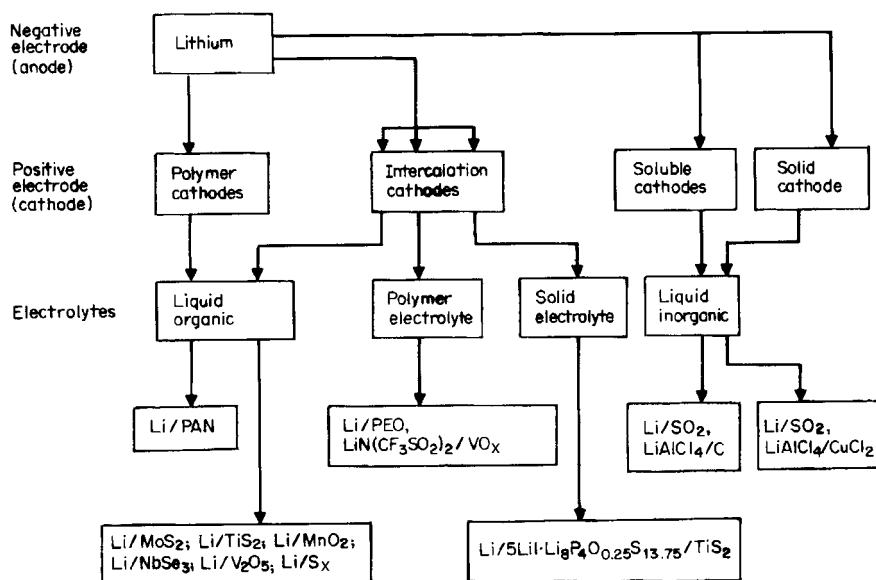 Negative
electrode
(anode)
Lithium
Positive
electrode
(cathode)
Polymer
cathodes
Intercalation
cathodes
Soluble
cathodes
Solid
cathode
Electrolytes
Liquid
organic
Polymer
electrolyte
Solid
electrolyte
Liquid
inorganic
Li/PAN
Li/PEO,
LiN(CF₃SO₂)₂/VOₓ
Li/SO₂,
LiAlCl₄/C
Li/SO₂,
LiAlCl₄/CuCl₂
Li/MoS₂; Li/TiS₂; Li/MnO₂;
Li/NbSe₃; Li/V₂O₅; Li/Sₓ
Li/5LiI·Li₈P₄O₀.₂₅S₁₃.₇₅/TiS₂